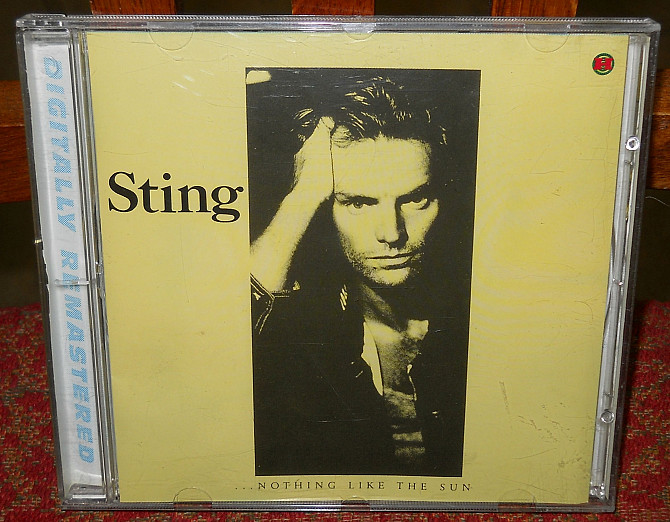 DIGITALLY REMASTERED
Sting
...NOTHING LIKE THE SUN